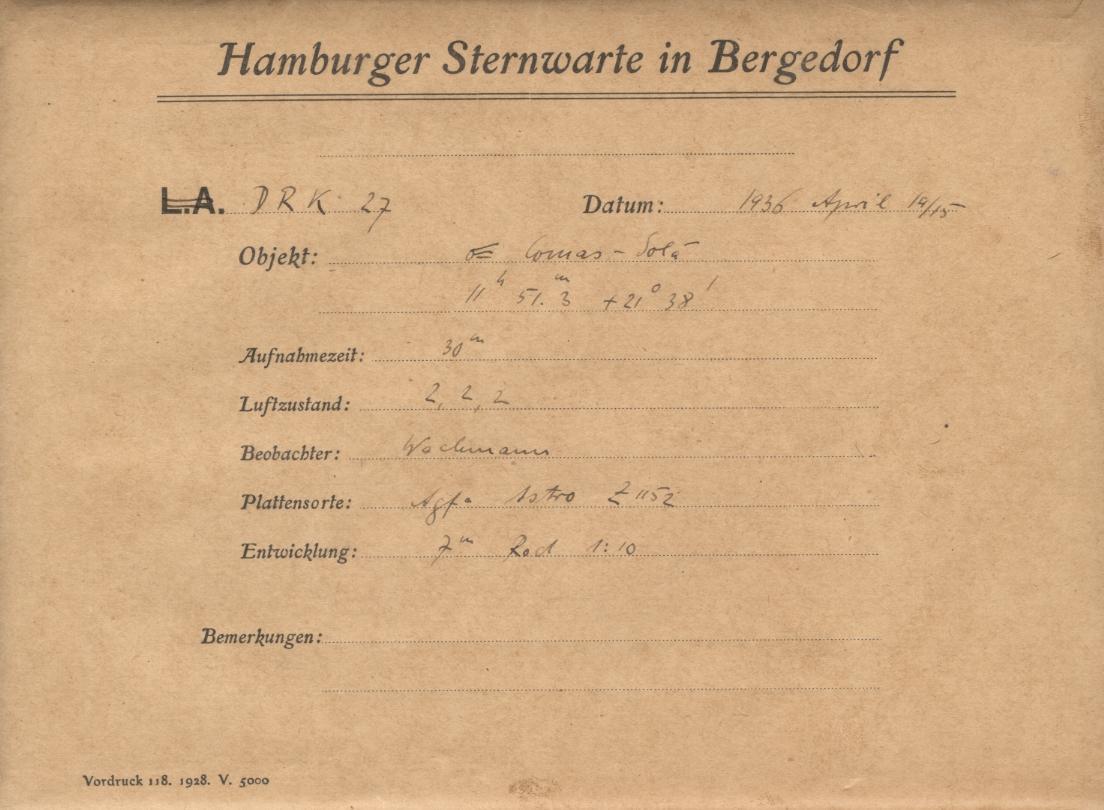 Hamburger Sternwarte in Bergedorf
L.A. DRK 27 Datum: 1936 April 14/15
Objekt: Comas-Solà
11ʰ 51.ᵐ3 +21° 38'
Aufnahmezeit: 30ᵐ
Luftzustand: 2, 2, 2
Beobachter: Wachmann
Plattensorte: Agfa Astro Z 1152
Entwicklung: 7ᵐ Rod 1:10
Bemerkungen:
Vordruck 118. 1928. V. 5000